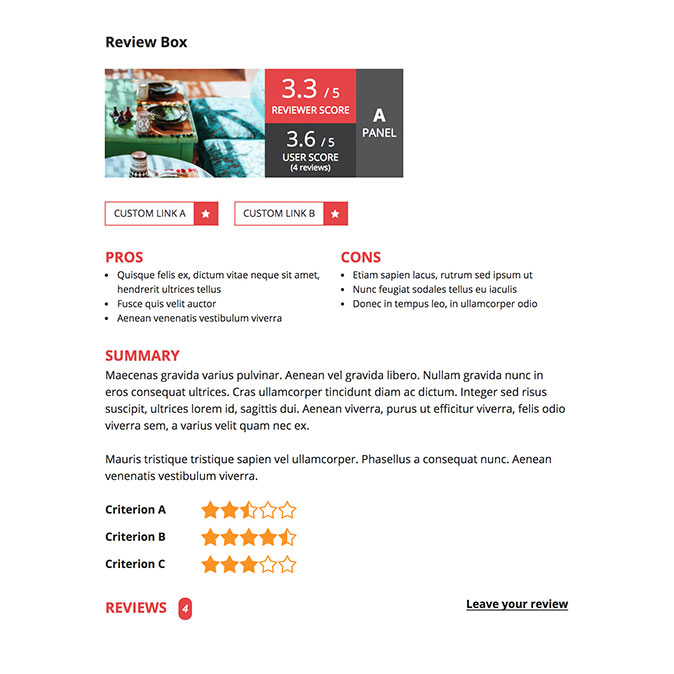 Review Box
3.3 / 5
REVIEWER SCORE
3.6 / 5
USER SCORE
(4 reviews)
A
PANEL
CUSTOM LINK A
CUSTOM LINK B
PROS
Quisque felis ex, dictum vitae neque sit amet,
hendrerit ultrices tellus
Fusce quis velit auctor
Aenean venenatis vestibulum viverra
CONS
Etiam sapien lacus, rutrum sed ipsum ut
Nunc feugiat sodales tellus eu iaculis
Donec in tempus leo, in ullamcorper odio
SUMMARY
Maecenas gravida varius pulvinar. Aenean vel gravida libero. Nullam gravida nunc in
eros consequat ultrices. Cras ullamcorper tincidunt diam ac dictum. Integer sed risus
suscipit, ultrices lorem id, sagittis dui. Aenean viverra, purus ut efficitur viverra, felis odio
viverra sem, a varius velit quam nec ex.
Mauris tristique tristique sapien vel ullamcorper. Phasellus a consequat nunc. Aenean
venenatis vestibulum viverra.
Criterion A
Criterion B
Criterion C
REVIEWS 4
Leave your review